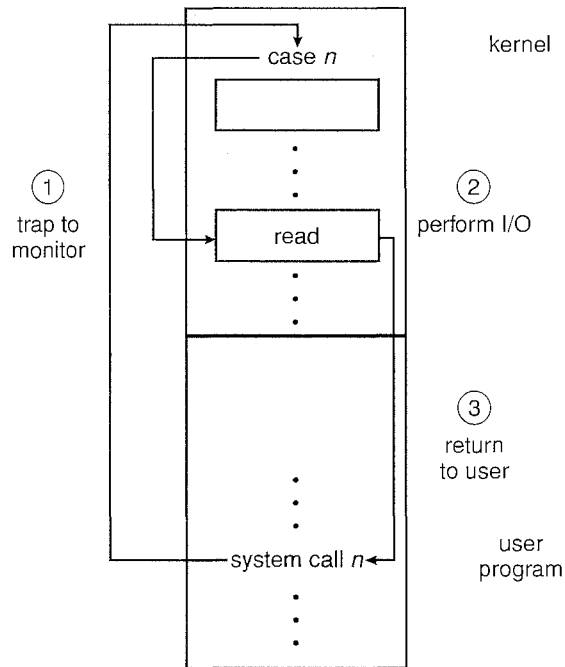 kernel
case n
1
trap to
monitor
2
perform I/O
read
3
return
to user
system call n
user
program